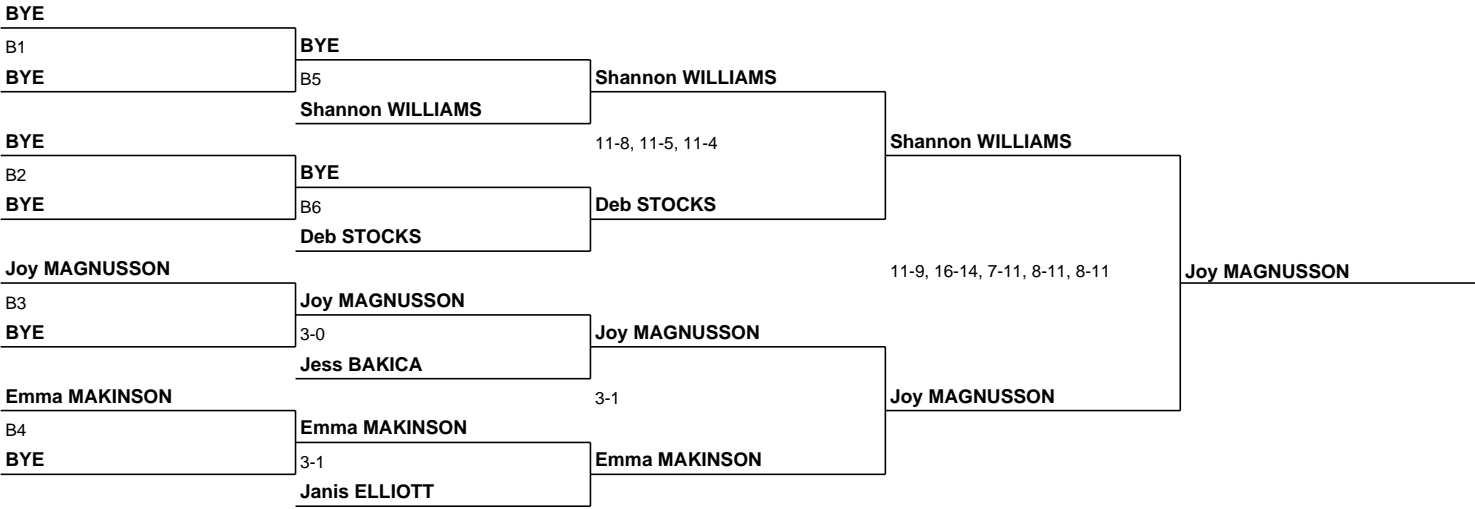 BYE
B1
BYE
BYE
B5
Shannon WILLIAMS
Shannon WILLIAMS
BYE
11-8, 11-5, 11-4
Shannon WILLIAMS
B2
BYE
BYE
B6
Deb STOCKS
Deb STOCKS
Joy MAGNUSSON
11-9, 16-14, 7-11, 8-11, 8-11
Joy MAGNUSSON
B3
Joy MAGNUSSON
BYE
3-0
Joy MAGNUSSON
Jess BAKICA
Emma MAKINSON
3-1
Joy MAGNUSSON
B4
Emma MAKINSON
BYE
3-1
Emma MAKINSON
Janis ELLIOTT